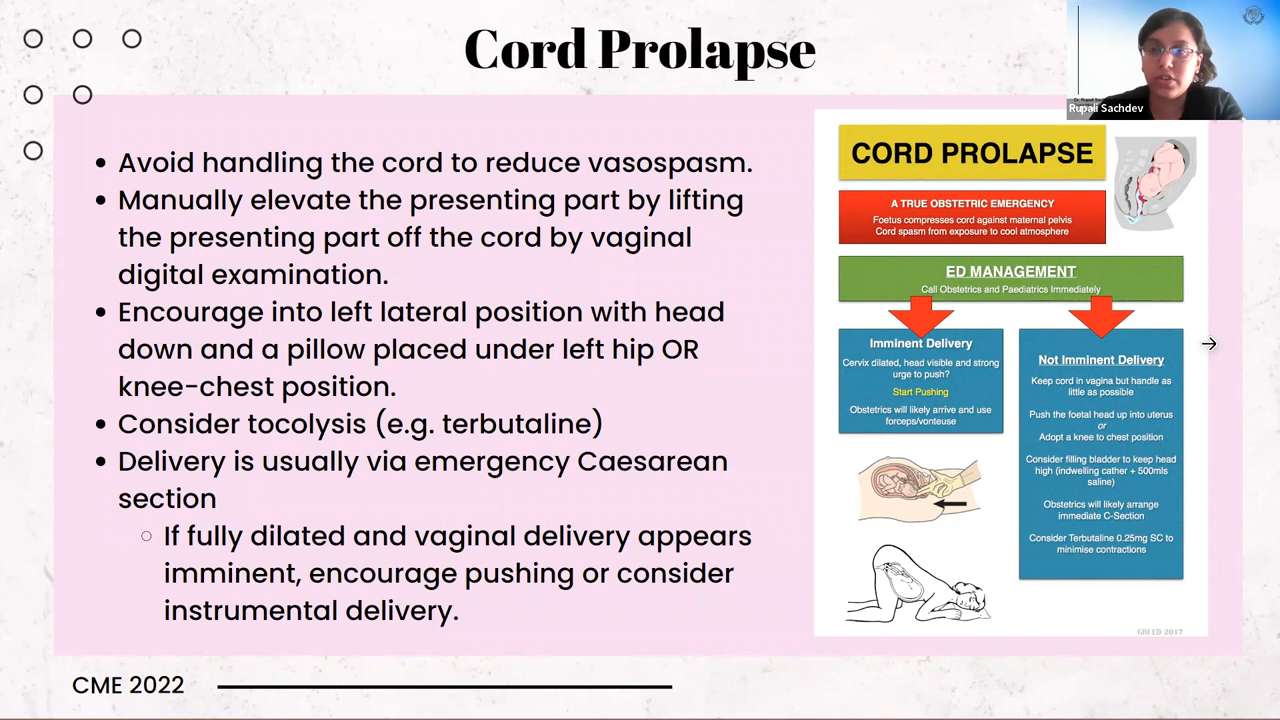 Cord Prolapse
Rupali Sachdev
Avoid handling the cord to reduce vasospasm.
Manually elevate the presenting part by lifting
the presenting part off the cord by vaginal
digital examination.
Encourage into left lateral position with head
down and a pillow placed under left hip OR
knee-chest position.
Consider tocolysis (e.g. terbutaline)
Delivery is usually via emergency Caesarean
section
If fully dilated and vaginal delivery appears
imminent, encourage pushing or consider
instrumental delivery.
CORD PROLAPSE
A TRUE OBSTETRIC EMERGENCY
Foetus compresses cord against maternal pelvis
Cord spasm from exposure to cool atmosphere
ED MANAGEMENT
Call Obstetrics and Paediatrics Immediately
Imminent Delivery
Cervix dilated, head visible and strong
urge to push?
Start Pushing
Obstetrics will likely arrive and use
forceps/vonteuse
Not Imminent Delivery
Keep cord in vagina but handle as
little as possible
Push the foetal head up into uterus
or
Adopt a knee to chest position
Consider filling bladder to keep head
high (indwelling cather + 500mls
saline)
Obstetrics will likely arrange
immediate C-Section
Consider Terbutaline 0.25mg SC to
minimise contractions
GRI ED 2017
CME 2022